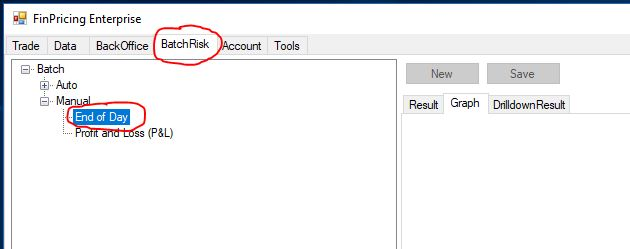 FinPricing Enterprise
Trade Data BackOffice BatchRisk Account Tools
Batch
Auto
Manual
End of Day
Profit and Loss (P&L)
New Save
Result Graph DrilldownResult